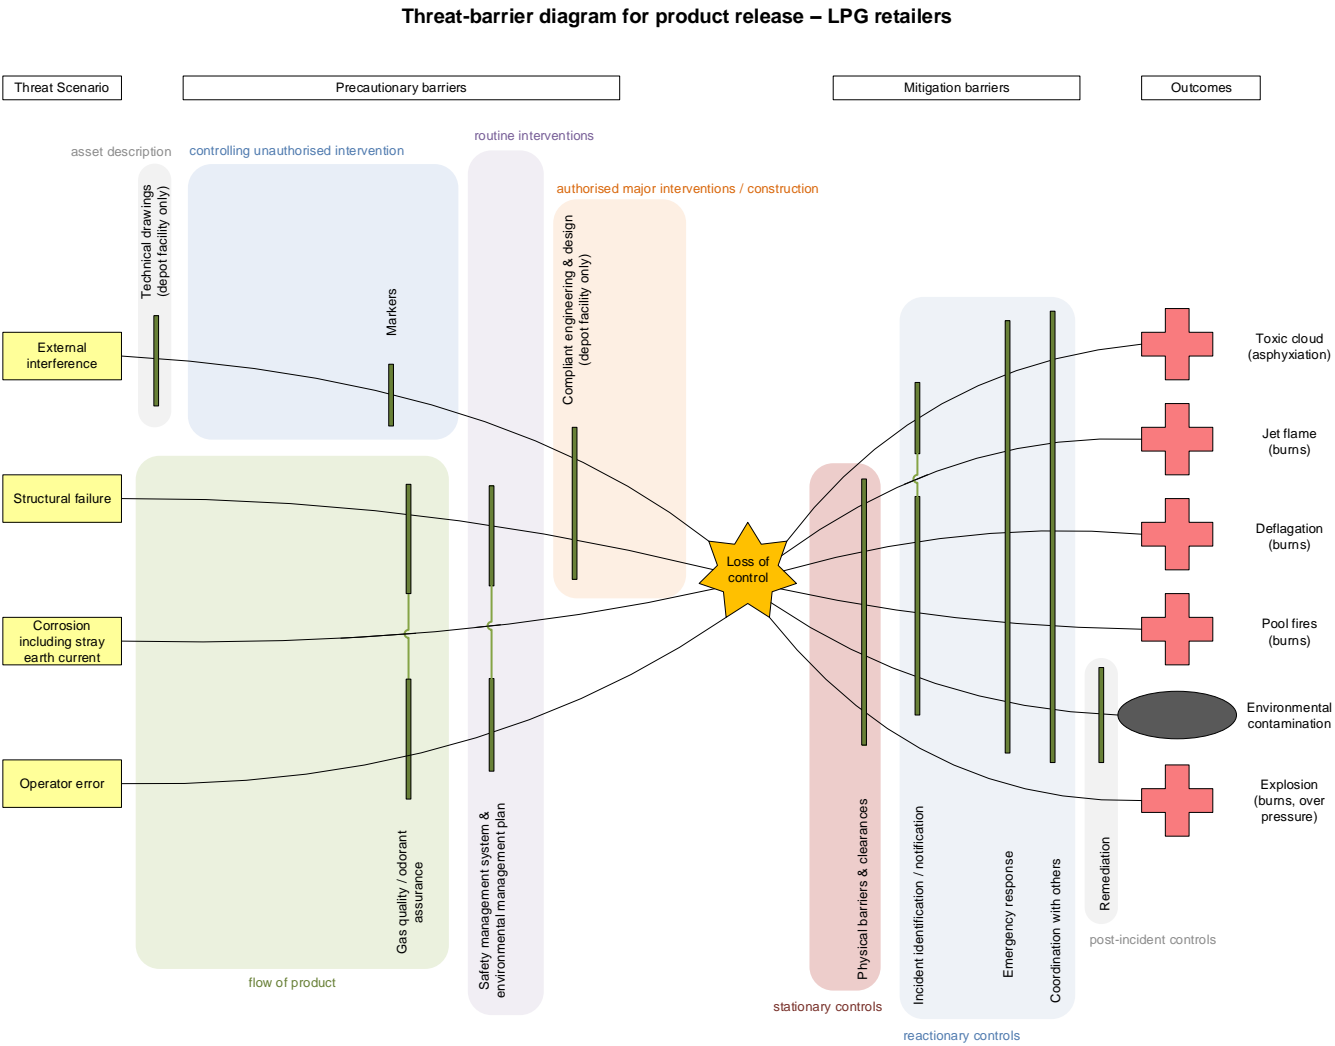 Threat-barrier diagram for product release – LPG retailers
Threat Scenario
Precautionary barriers
Mitigation barriers
Outcomes
asset description
controlling unauthorised intervention
routine interventions
authorised major interventions / construction
Technical drawings
(depot facility only)
Markers
Compliant engineering & design
(depot facility only)
External
interference
Structural failure
Corrosion
including stray
earth current
Operator error
Loss of
control
Toxic cloud
(asphyxiation)
Jet flame
(burns)
Deflagation
(burns)
Pool fires
(burns)
Environmental
contamination
Explosion
(burns, over
pressure)
Gas quality / odorant
assurance
Safety management system &
environmental management plan
Physical barriers & clearances
Incident identification / notification
Emergency response
Coordination with others
Remediation
flow of product
stationary controls
reactionary controls
post-incident controls